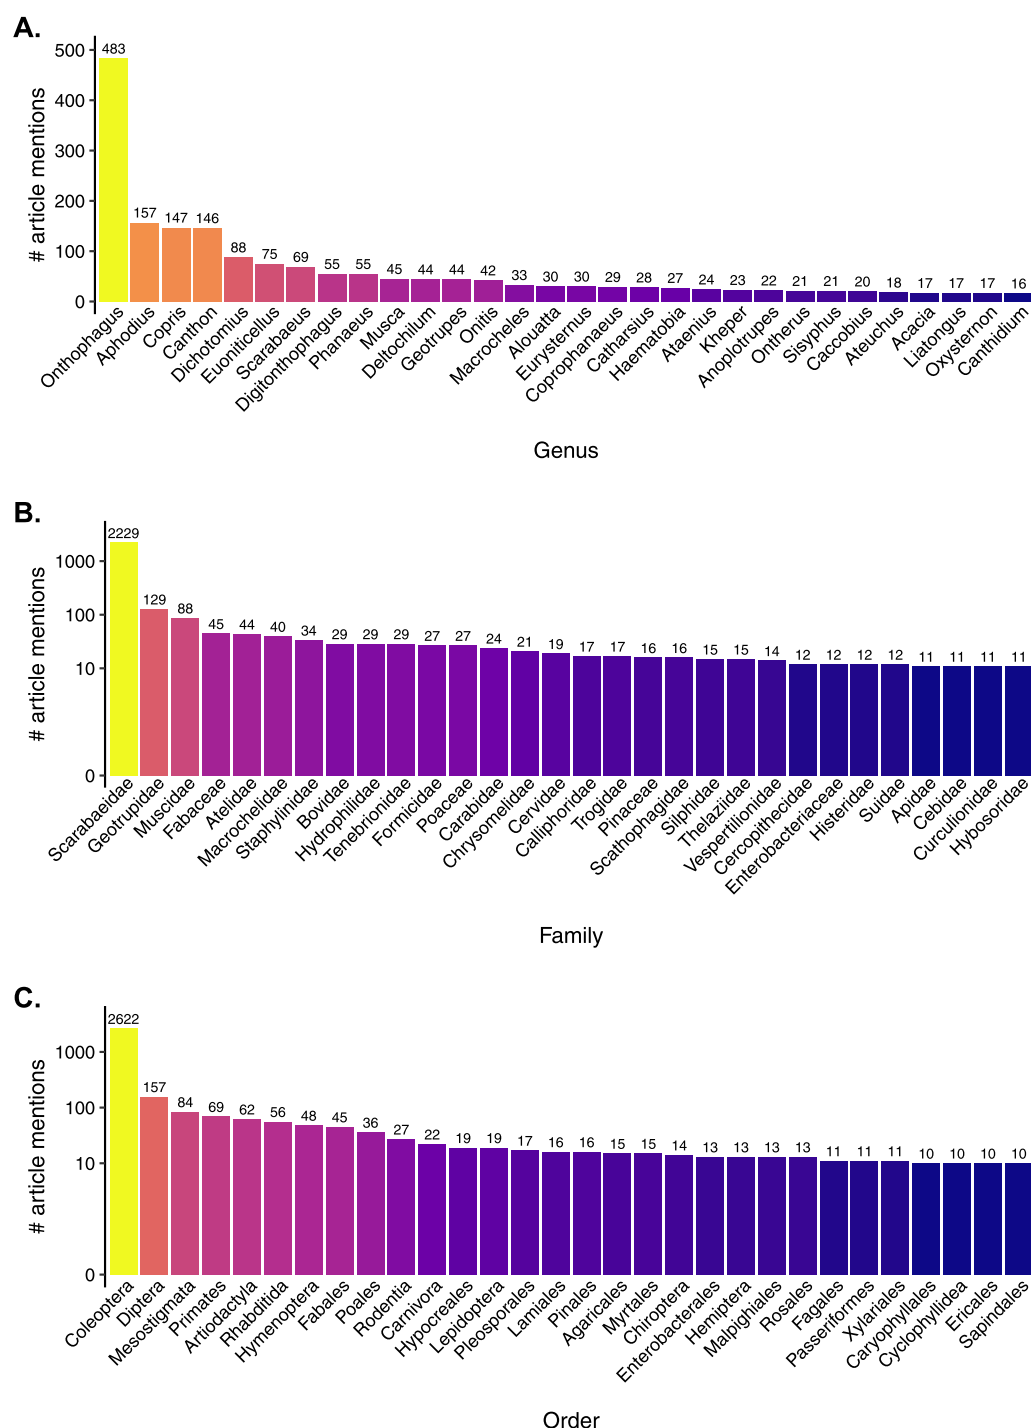 A.
# article mentions
500
400
300
200
100
0
483
157
147
146
88
75
69
55
55
45
44
44
42
33
30
30
29
28
27
24
23
22
21
21
20
18
17
17
17
16
Onthophagus
Aphodius
Copris
Canthon
Dichotomius
Euoniticellus
Scarabaeus
Digitonthophagus
Phanaeus
Musca
Deltochilum
Geotrupes
Onitis
Macrocheles
Alouatta
Eurysternus
Coprophanaeus
Catharsius
Haematobia
Ataenius
Kheper
Anoplotrupes
Ontherus
Sisyphus
Caccobius
Ateuchus
Acacia
Liatongus
Oxysternon
Canthidium
Genus
B.
# article mentions
1000
100
10
0
2229
129
88
45
44
40
34
29
29
29
27
27
24
21
19
17
17
16
16
15
15
14
12
12
12
12
11
11
11
11
Scarabaeidae
Geotrupidae
Muscidae
Fabaceae
Atelidae
Macrochelidae
Staphylinidae
Bovidae
Hydrophilidae
Tenebrionidae
Formicidae
Poaceae
Carabidae
Chrysomelidae
Cervidae
Calliphoridae
Trogidae
Pinaceae
Scathophagidae
Silphidae
Thelaziidae
Vespertilionidae
Cercopithecidae
Enterobacteriaceae
Histeridae
Suidae
Apidae
Cebidae
Curculionidae
Hybosoridae
Family
C.
# article mentions
1000
100
10
0
2622
157
84
69
62
56
48
45
36
27
22
19
19
17
16
16
15
15
14
13
13
13
13
11
11
11
10
10
10
10
Coleoptera
Diptera
Mesostigmata
Primates
Artiodactyla
Rhabditida
Hymenoptera
Fabales
Poales
Rodentia
Carnivora
Hypocreales
Lepidoptera
Pleosporales
Lamiales
Pinales
Agaricales
Myrtales
Chiroptera
Enterobacterales
Hemiptera
Malpighiales
Rosales
Fagales
Passeriformes
Xylariales
Caryophyllales
Cyclophyllidea
Ericales
Sapindales
Order